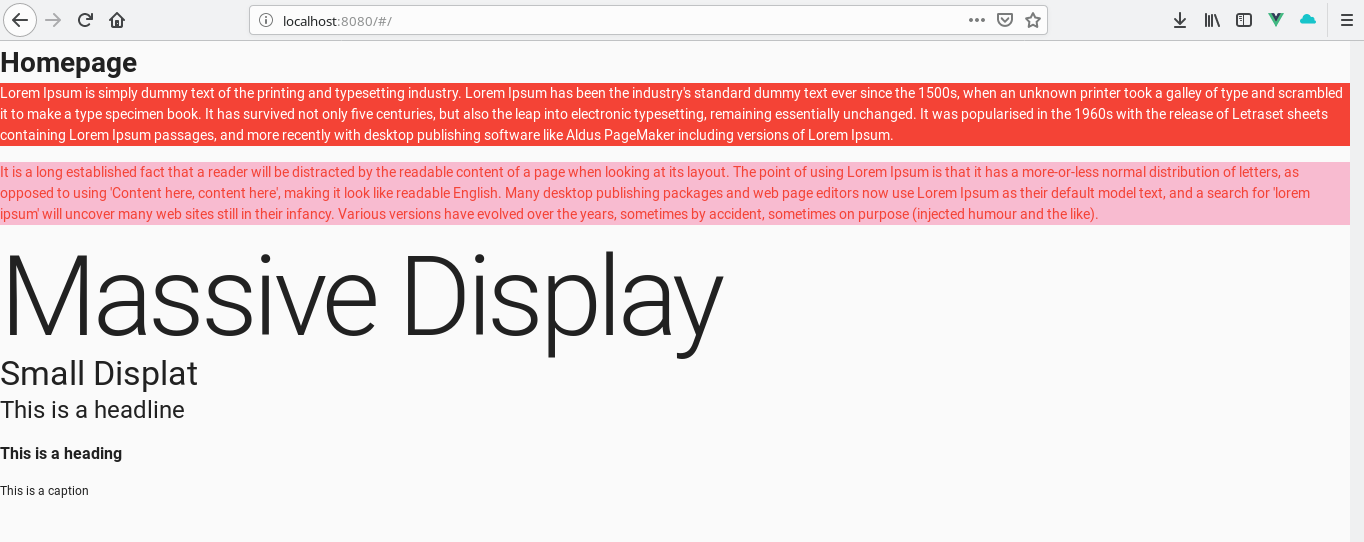 localhost:8080/#/
Homepage
Lorem Ipsum is simply dummy text of the printing and typesetting industry. Lorem Ipsum has been the industry's standard dummy text ever since the 1500s, when an unknown printer took a galley of type and scrambled
it to make a type specimen book. It has survived not only five centuries, but also the leap into electronic typesetting, remaining essentially unchanged. It was popularised in the 1960s with the release of Letraset sheets
containing Lorem Ipsum passages, and more recently with desktop publishing software like Aldus PageMaker including versions of Lorem Ipsum.
It is a long established fact that a reader will be distracted by the readable content of a page when looking at its layout. The point of using Lorem Ipsum is that it has a more-or-less normal distribution of letters, as
opposed to using 'Content here, content here', making it look like readable English. Many desktop publishing packages and web page editors now use Lorem Ipsum as their default model text, and a search for 'lorem
ipsum' will uncover many web sites still in their infancy. Various versions have evolved over the years, sometimes by accident, sometimes on purpose (injected humour and the like).
Massive Display
Small Displat
This is a headline
This is a heading
This is a caption